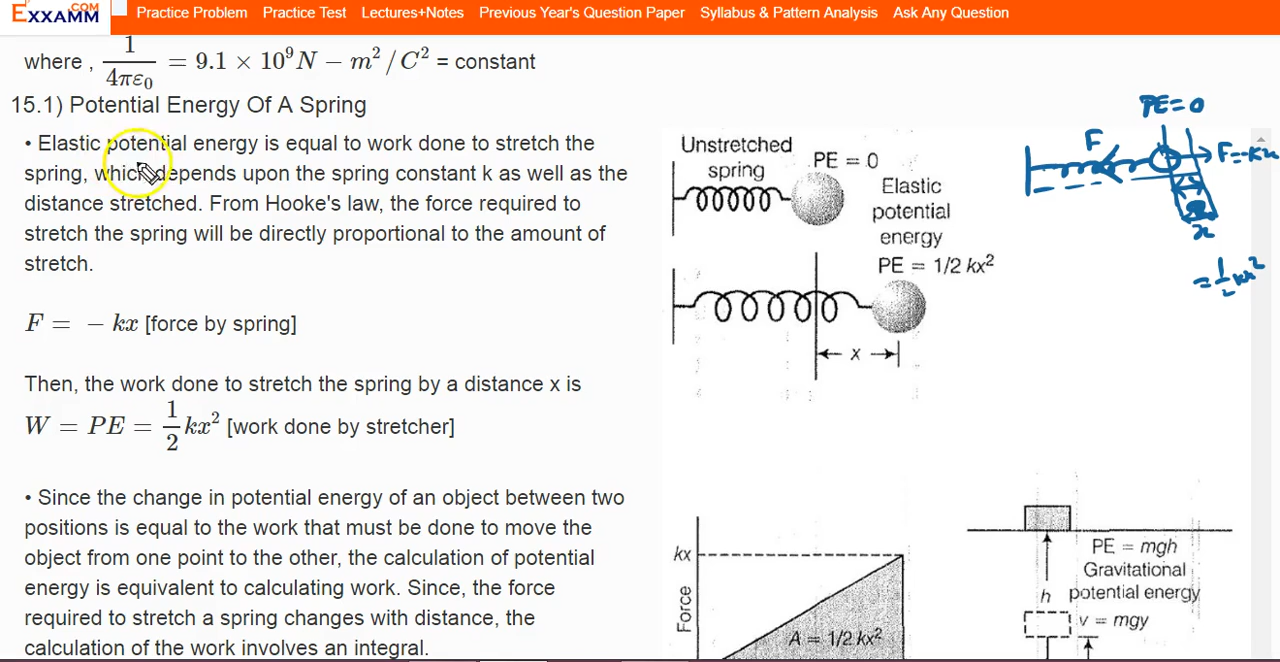 EXXAMM .COM
Practice Problem Practice Test Lectures+Notes Previous Year's Question Paper Syllabus & Pattern Analysis Ask Any Question
where , 1/4πε₀ = 9.1 × 10⁹ N − m² / C² = constant
15.1) Potential Energy Of A Spring
• Elastic potential energy is equal to work done to stretch the
spring, which depends upon the spring constant k as well as the
distance stretched. From Hooke's law, the force required to
stretch the spring will be directly proportional to the amount of
stretch.
F = − kx [force by spring]
Then, the work done to stretch the spring by a distance x is
W = PE = 1/2 kx² [work done by stretcher]
• Since the change in potential energy of an object between two
positions is equal to the work that must be done to move the
object from one point to the other, the calculation of potential
energy is equivalent to calculating work. Since, the force
required to stretch a spring changes with distance, the
calculation of the work involves an integral.
Unstretched
spring
PE = 0
Elastic
potential
energy
PE = 1/2 kx²
x
kx
Force
A = 1/2 kx²
PE = 0
F
F = -kx
x
= 1/2 kx²
PE = mgh
Gravitational
potential energy
h
v = mgy